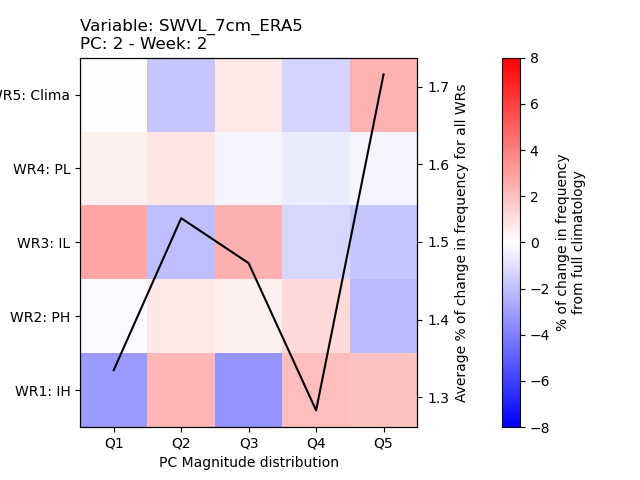 Variable: SWVL_7cm_ERA5
PC: 2 - Week: 2
WR5: Clima
WR4: PL
WR3: IL
WR2: PH
WR1: IH
Q1 Q2 Q3 Q4 Q5
PC Magnitude distribution
1.7
1.6
1.5
1.4
1.3
Average % of change in frequency for all WRs
8
6
4
2
0
−2
−4
−6
−8
% of change in frequency
from full climatology